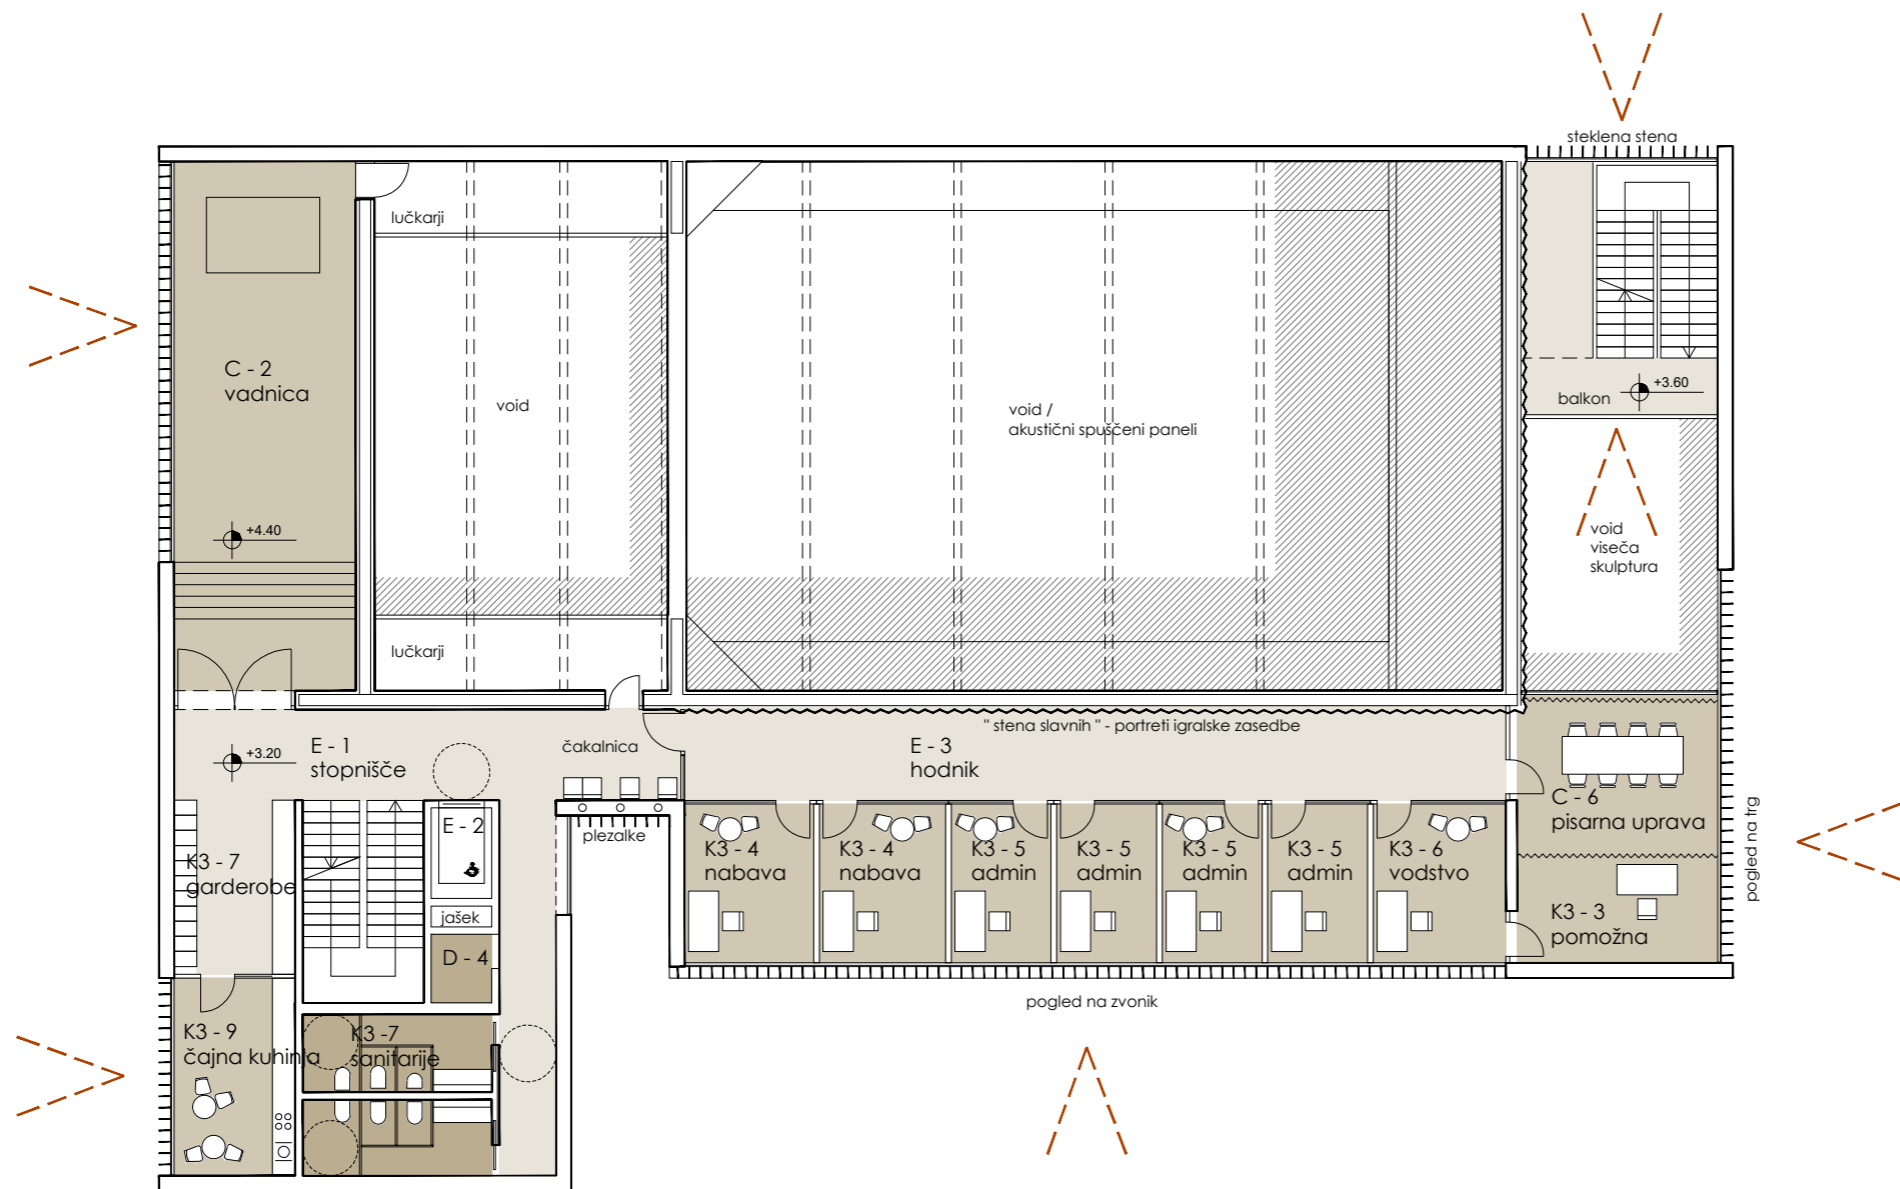 steklena stena
lučkarji
C - 2
vadnica
void
void /
akustični spuščeni paneli
+3.60
balkon
+4.40
void
viseča
skulptura
lučkarji
" stena slavnih " - portreti igralske zasedbe
+3.20
E - 1
stopnišče
čakalnica
E - 3
hodnik
C - 6
pisarna uprava
pogled na trg
E - 2
plezalke
K3 - 7
garderobe
K3 - 4
nabava
K3 - 4
nabava
K3 - 5
admin
K3 - 5
admin
K3 - 5
admin
K3 - 5
admin
K3 - 6
vodstvo
K3 - 3
pomožna
jašek
D - 4
pogled na zvonik
K3 - 9
čajna kuhinja
K3 -7
sanitarije